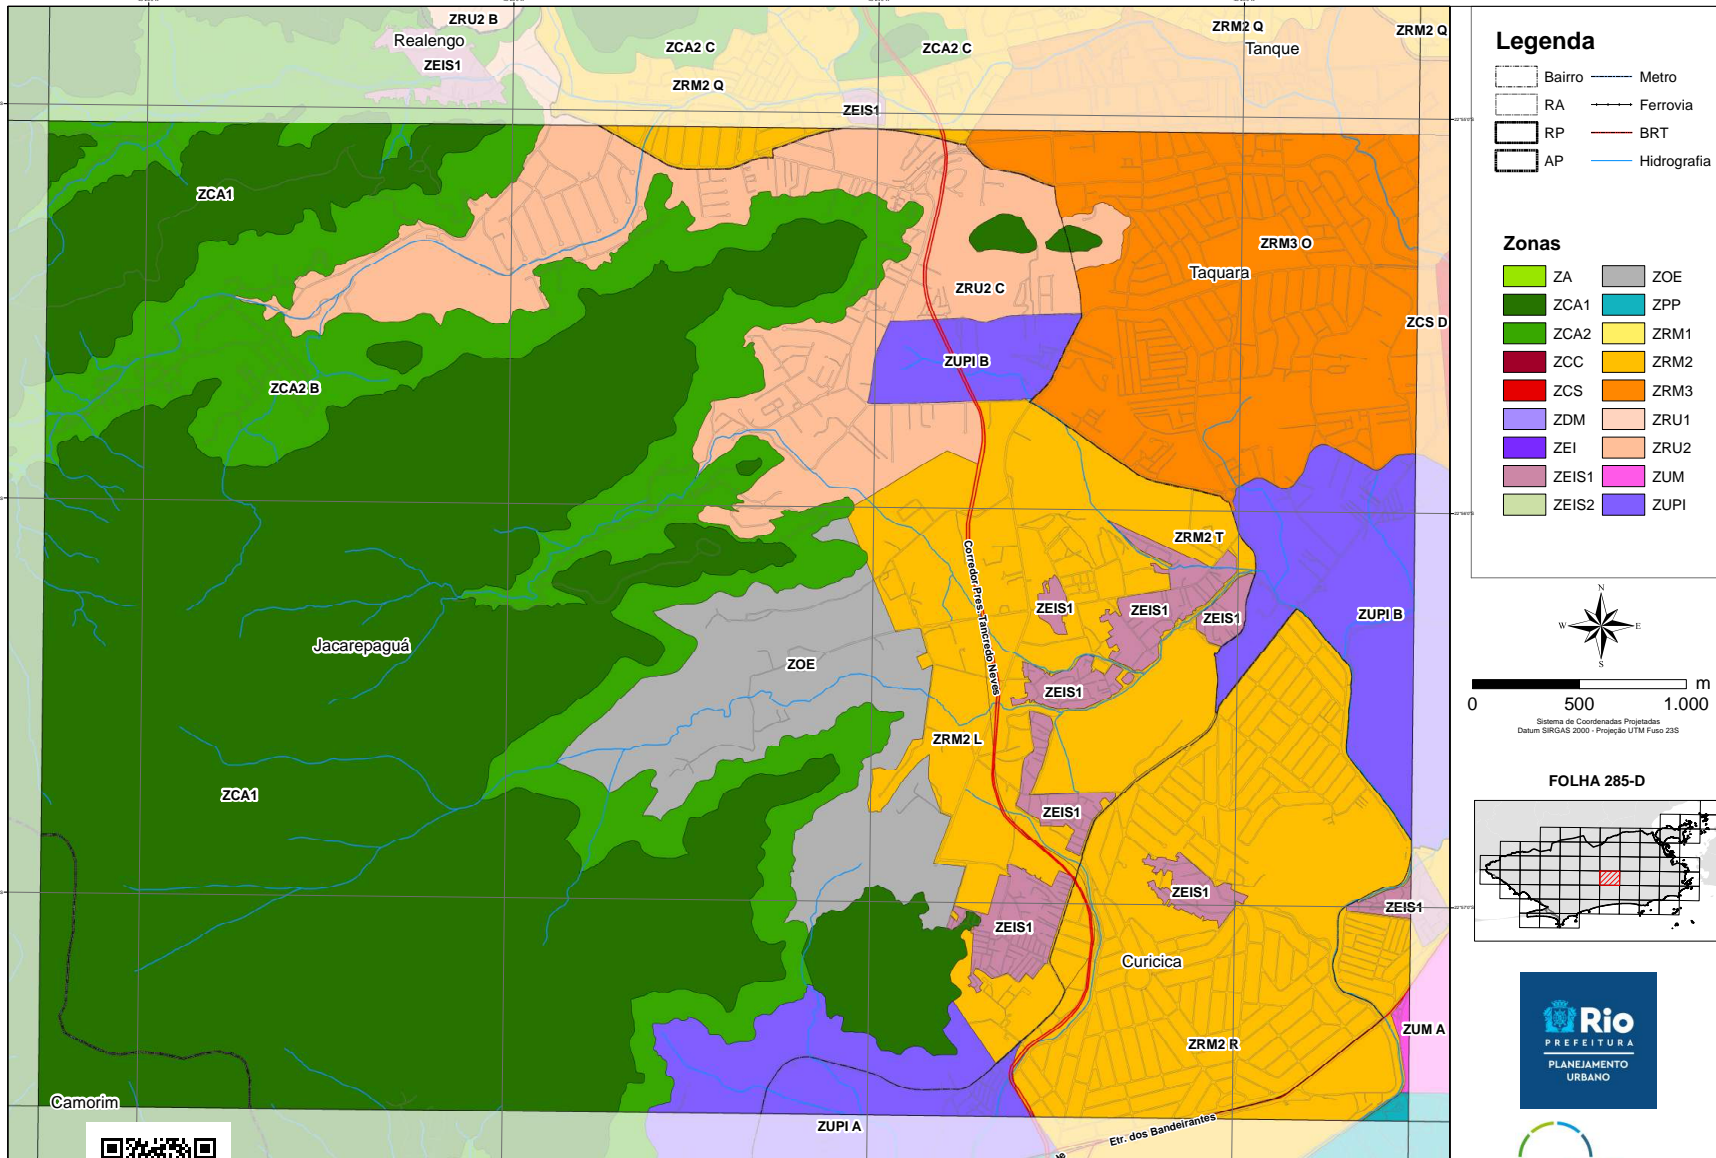 ZRU2 B
Realengo
ZEIS1
ZCA2 C
ZCA2 C
ZRM2 Q
Tanque
ZRM2 Q
ZRM2 Q
ZEIS1
ZCA1
ZRM3 O
Taquara
ZRU2 C
ZCS D
ZUPI B
ZCA2 B
ZRM2 T
Corredor Pres. Tancredo Neves
ZEIS1
ZEIS1
ZEIS1
ZUPI B
Jacarepaguá
ZOE
ZEIS1
ZRM2 L
ZCA1
ZEIS1
ZEIS1
ZEIS1
ZEIS1
Curicica
ZUM A
ZRM2 R
Camorim
ZUPI A
Etr. dos Bandeirantes
Legenda
Bairro
Metro
RA
Ferrovia
RP
BRT
AP
Hidrografia
Zonas
ZA
ZOE
ZCA1
ZPP
ZCA2
ZRM1
ZCC
ZRM2
ZCS
ZRM3
ZDM
ZRU1
ZEI
ZRU2
ZEIS1
ZUM
ZEIS2
ZUPI
N
W
E
S
m
0 500 1.000
Sistema de Coordenadas Projetadas
Datum SIRGAS 2000 - Projeção UTM Fuso 23S
FOLHA 285-D
Rio
PREFEITURA
PLANEJAMENTO
URBANO